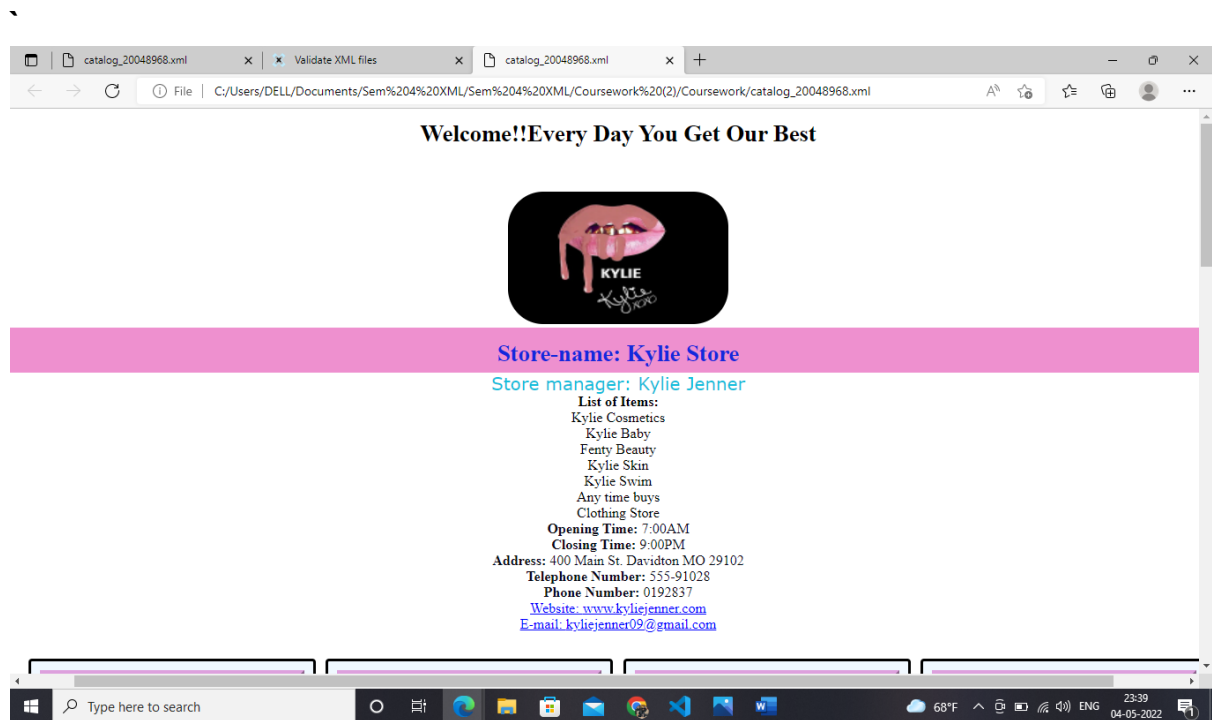 `
catalog_20048968.xml
Validate XML files
catalog_20048968.xml
File
C:/Users/DELL/Documents/Sem%204%20XML/Sem%204%20XML/Coursework%20(2)/Coursework/catalog_20048968.xml
Welcome!!Every Day You Get Our Best
KYLIE
Kylie
XOXO
Store-name: Kylie Store
Store manager: Kylie Jenner
List of Items:
Kylie Cosmetics
Kylie Baby
Fenty Beauty
Kylie Skin
Kylie Swim
Any time buys
Clothing Store
Opening Time: 7:00AM
Closing Time: 9:00PM
Address: 400 Main St. Davidton MO 29102
Telephone Number: 555-91028
Phone Number: 0192837
Website: www.kyliejenner.com
E-mail: kyliejenner09@gmail.com
Type here to search
68°F
ENG
23:39
04-05-2022